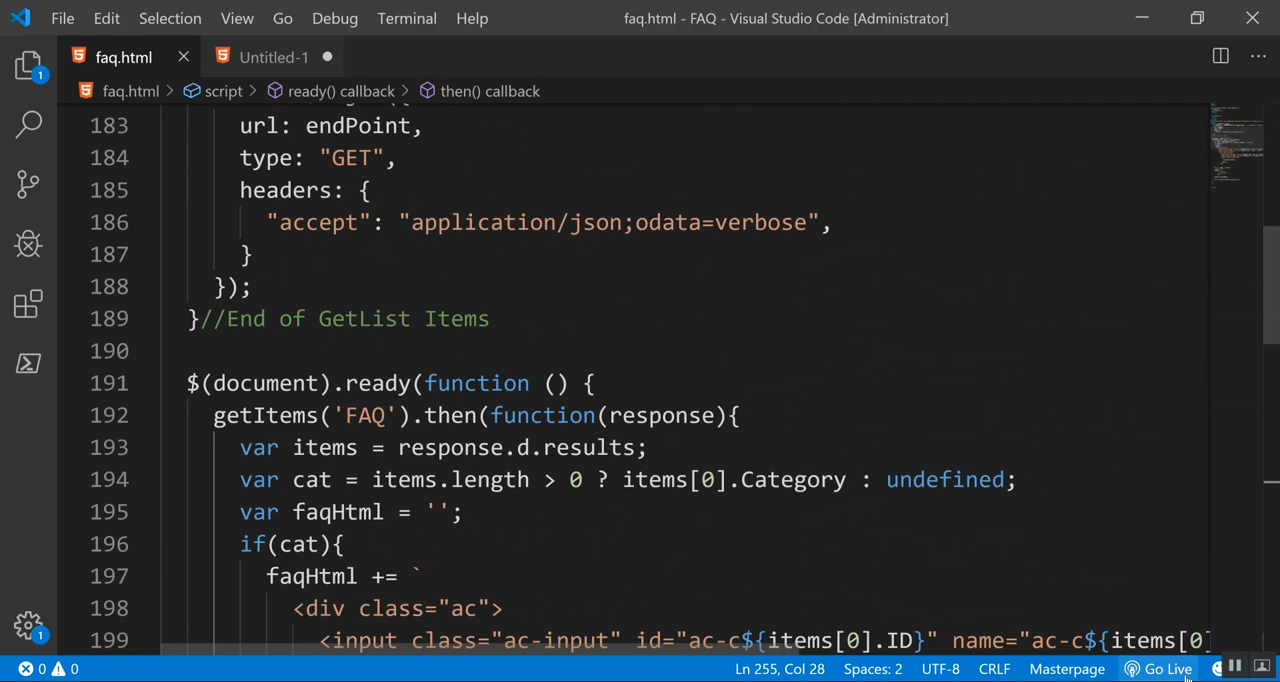 File Edit Selection View Go Debug Terminal Help faq.html - FAQ - Visual Studio Code [Administrator]
faq.html Untitled-1
faq.html > script > ready() callback > then() callback
183 url: endPoint,
184 type: "GET",
185 headers: {
186 "accept": "application/json;odata=verbose",
187 }
188 });
189 }//End of GetList Items
190
191 $(document).ready(function () {
192 getItems('FAQ').then(function(response){
193 var items = response.d.results;
194 var cat = items.length > 0 ? items[0].Category : undefined;
195 var faqHtml = '';
196 if(cat){
197 faqHtml += `
198 <div class="ac">
199 <input class="ac-input" id="ac-c${items[0].ID}" name="ac-c${items[0]
1
1
0 0 Ln 255, Col 28 Spaces: 2 UTF-8 CRLF Masterpage Go Live